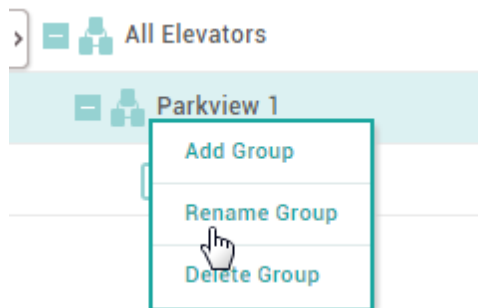 All Elevators
Parkview 1
Add Group
Rename Group
Delete Group